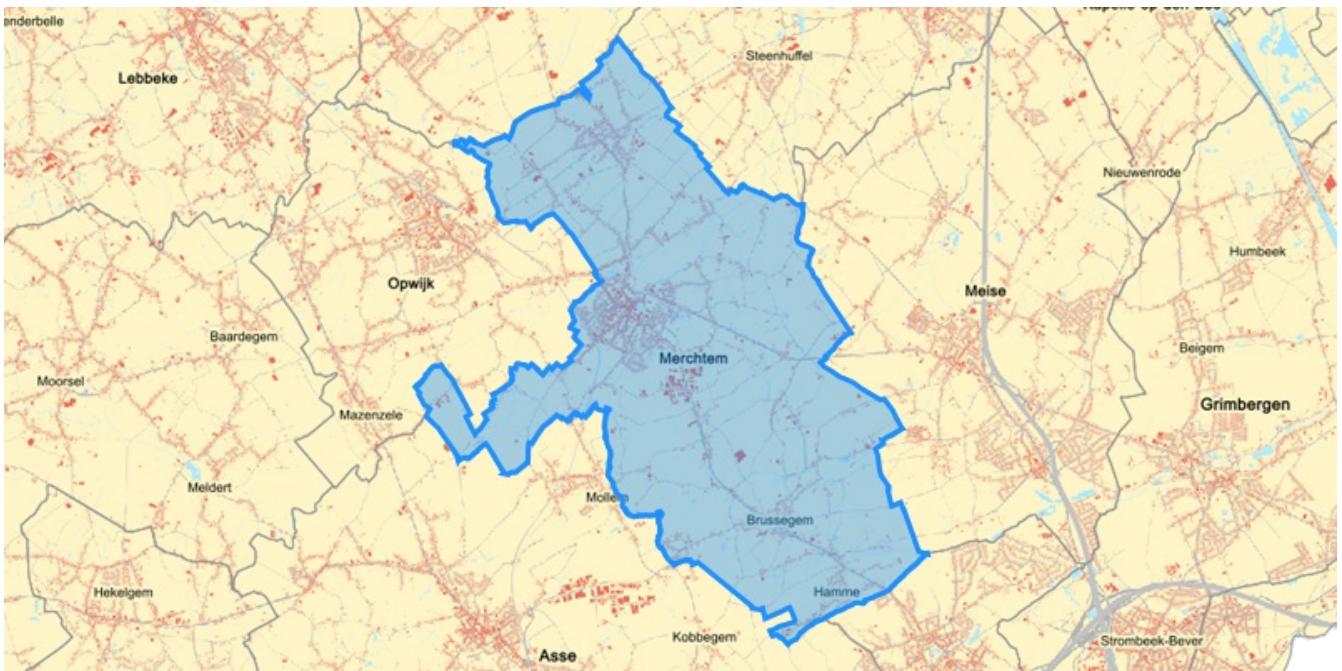 Steenhuffel
Lebbeke
Nieuwenrode
Humbeek
Opwijk
Meise
Baardegem
Beigem
Merchtem
Moorsel
Grimbergen
Mazenzele
Meldert
Brussegem
Hekelgem
Hamme
Kobbegem
Strombeek-Bever
Asse